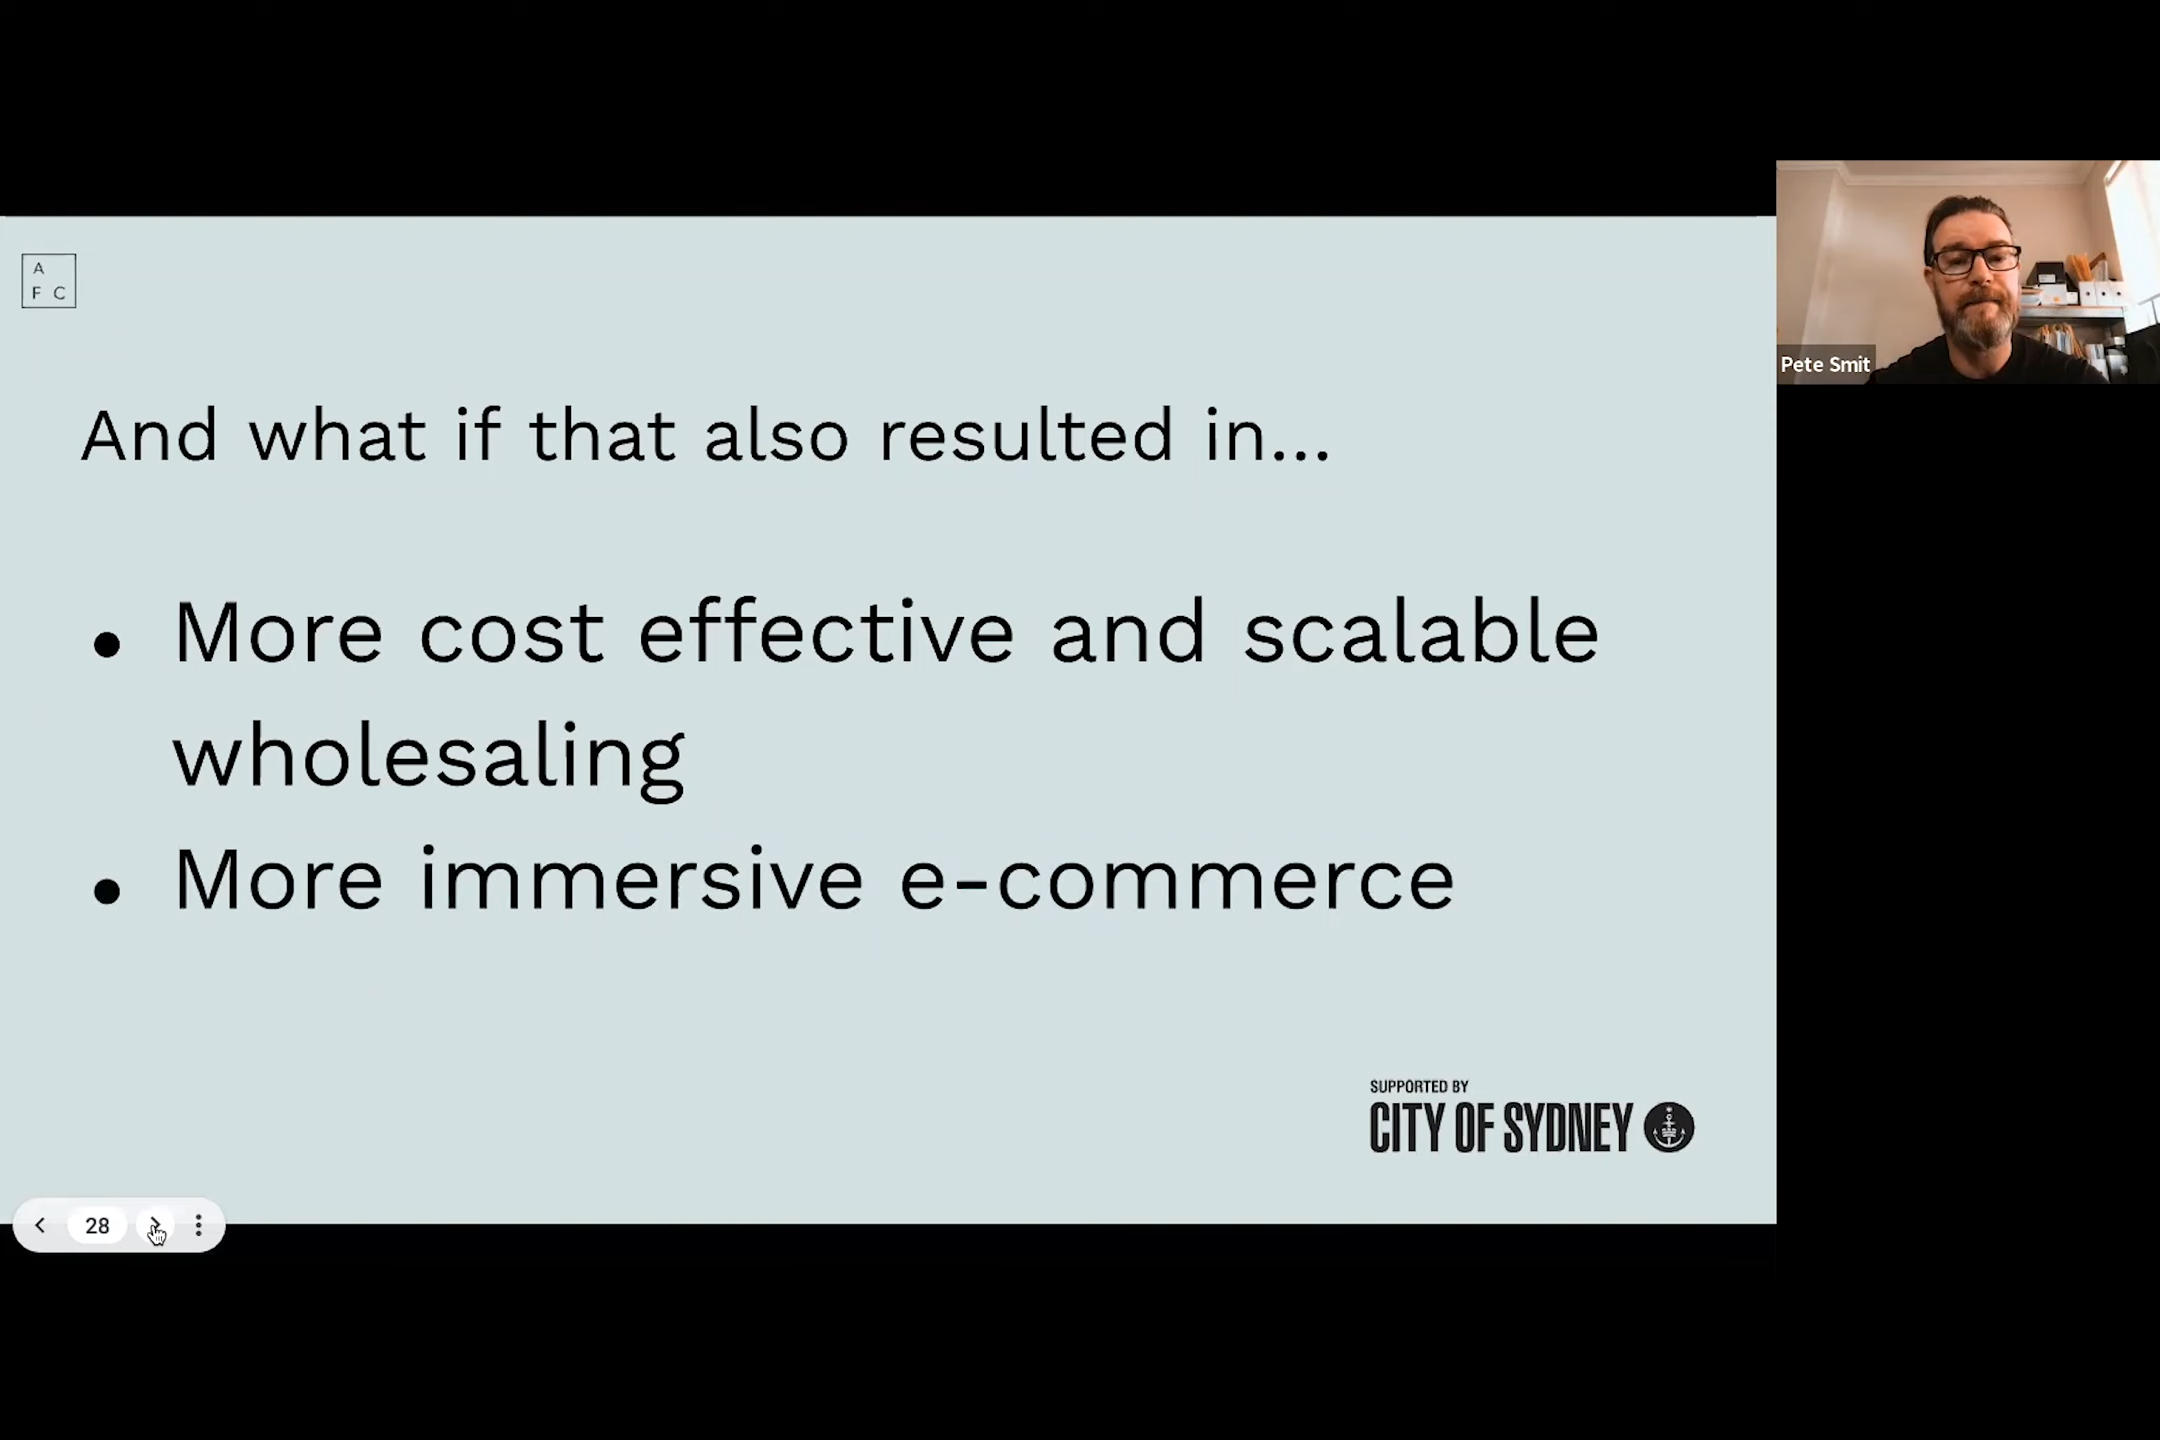 A
F C
And what if that also resulted in...
● More cost effective and scalable
wholesaling
● More immersive e-commerce
SUPPORTED BY
CITY OF SYDNEY
28
Pete Smit